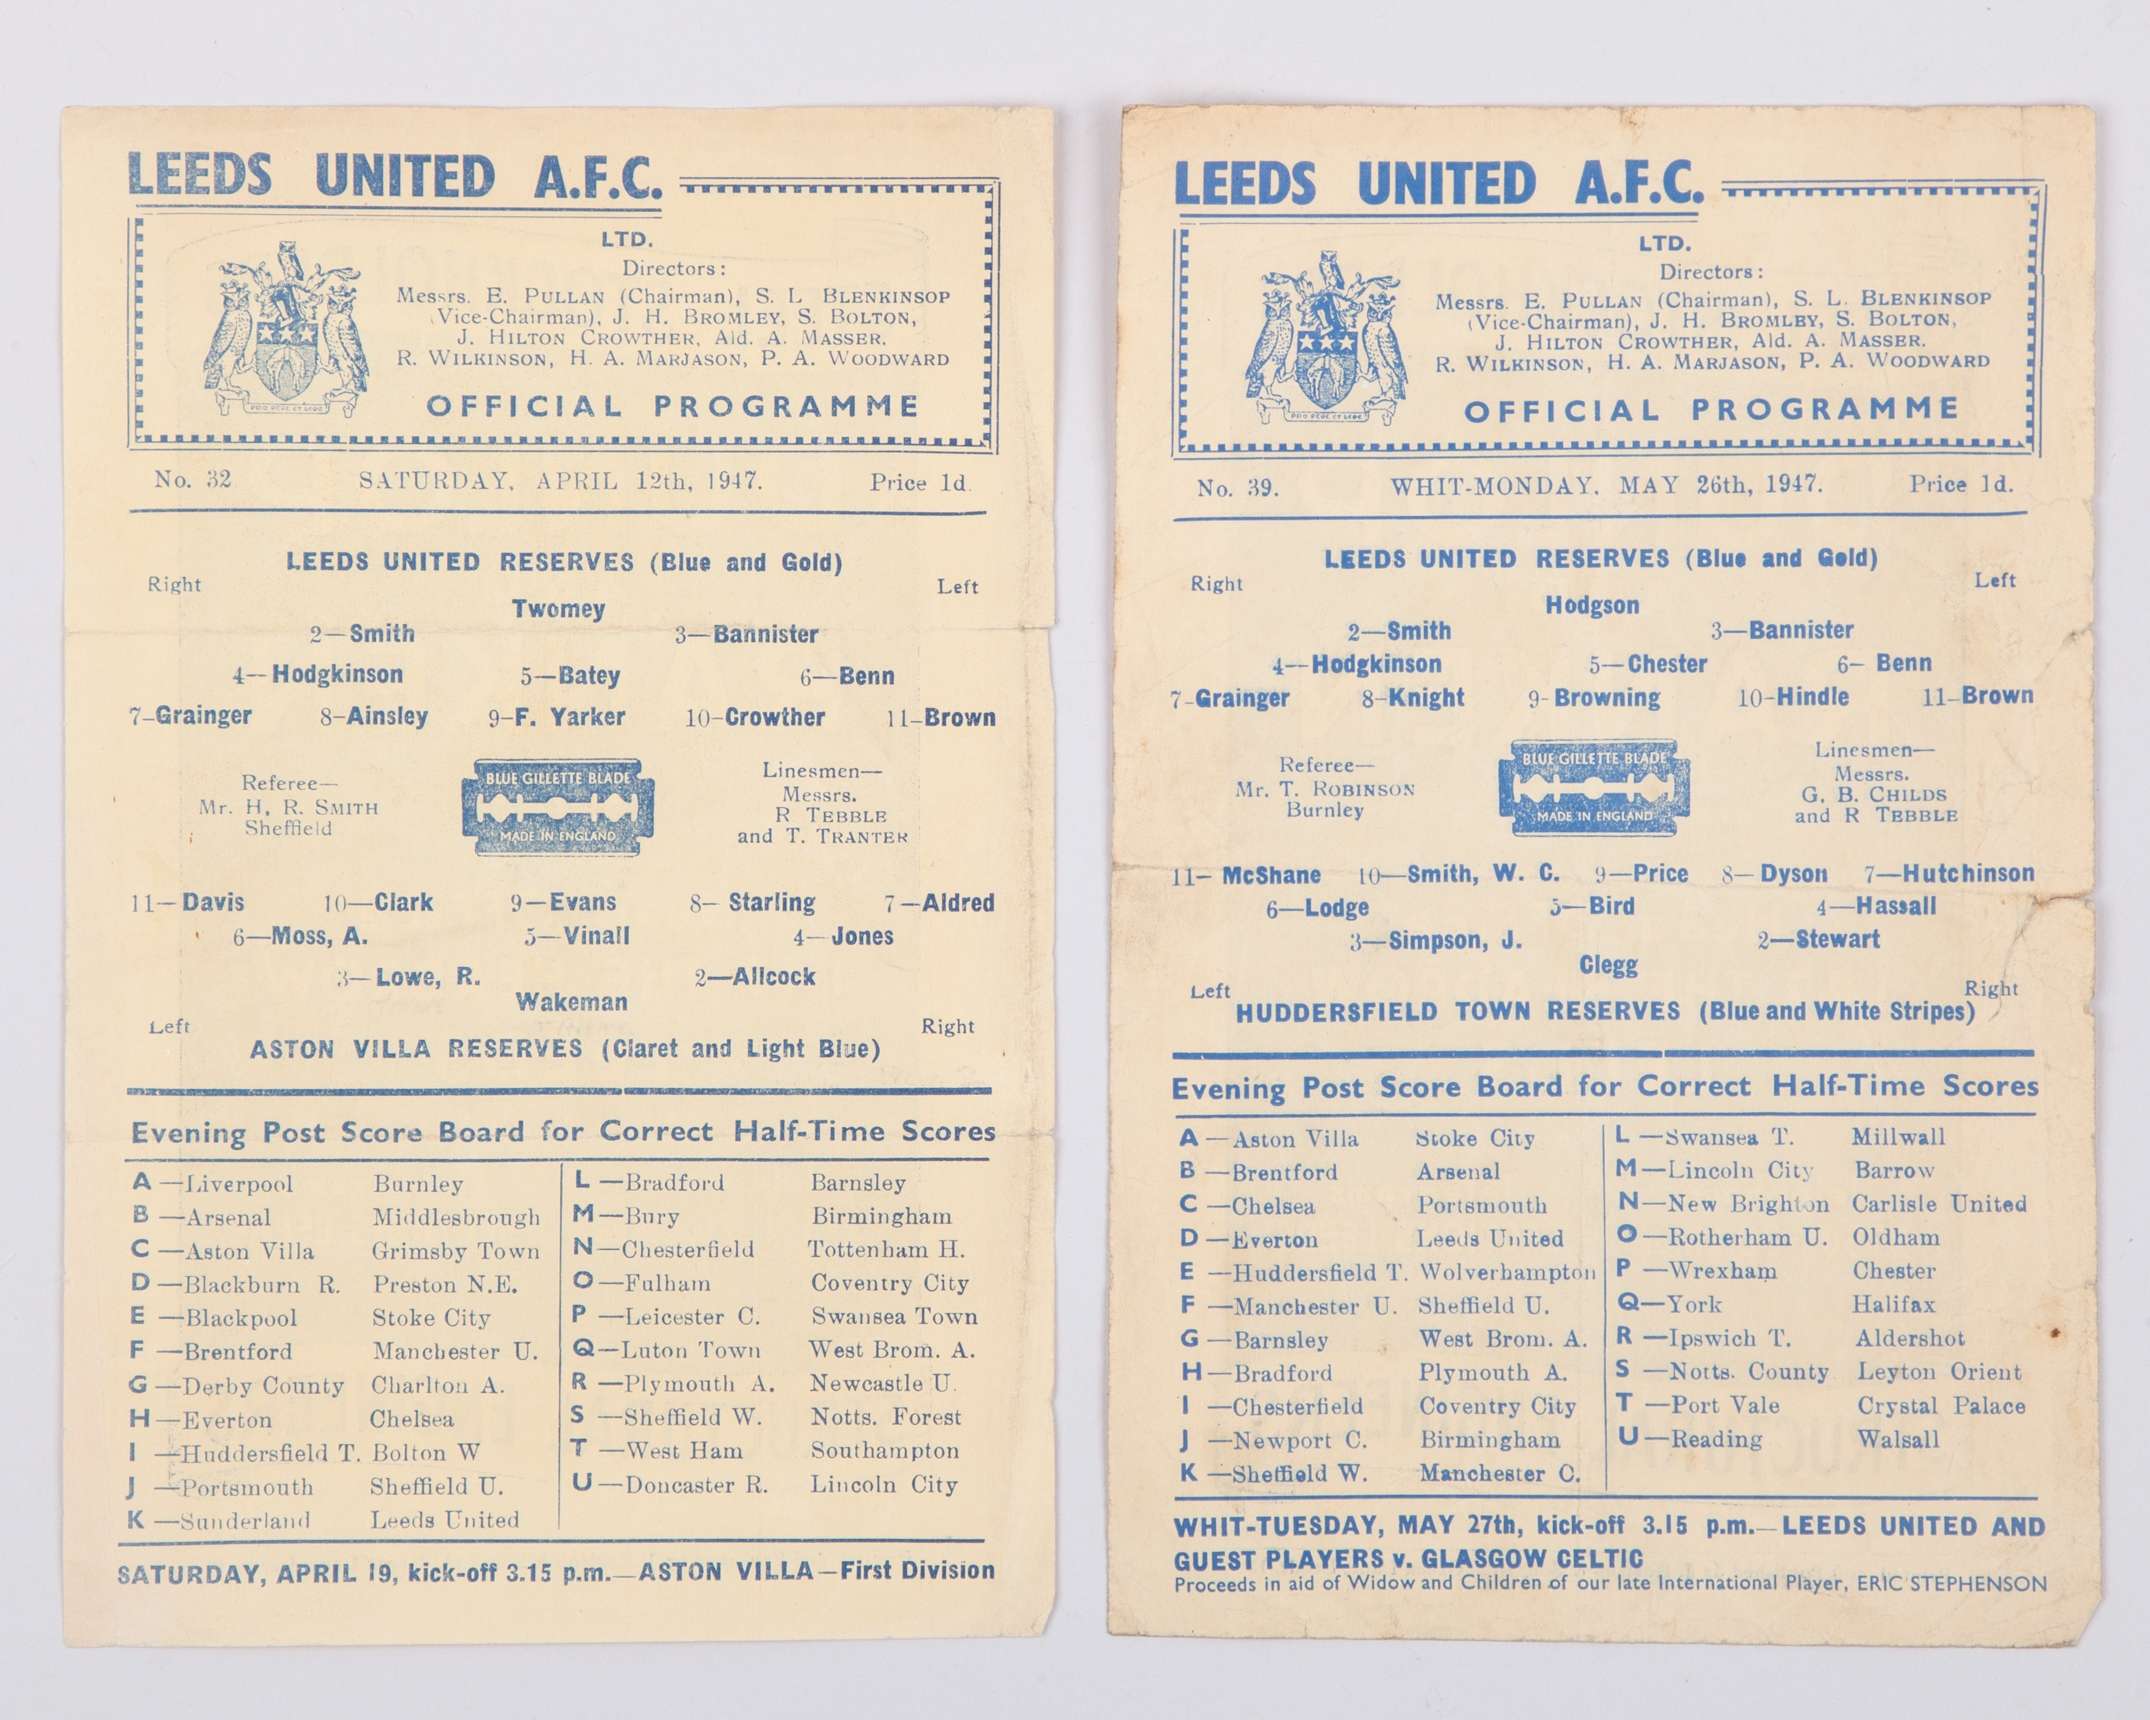 LEEDS UNITED A.F.C.
LTD.
Directors:
Messrs. E. PULLAN (Chairman), S. L BLENKINSOP
(Vice-Chairman), J. H. BROMLEY, S. BOLTON,
J. HILTON CROWTHER, Ald. A. MASSER.
R. WILKINSON, H. A. MARJASON, P. A. WOODWARD
PRO REGE ET LEGE
OFFICIAL PROGRAMME
No. 32 SATURDAY, APRIL 12th, 1947. Price 1d.
LEEDS UNITED RESERVES (Blue and Gold)
Right Left
Twomey
2—Smith 3—Bannister
4—Hodgkinson 5—Batey 6—Benn
7—Grainger 8—Ainsley 9—F. Yarker 10—Crowther 11—Brown
Referee—
Mr. H. R. SMITH
Sheffield
BLUE GILLETTE BLADE
MADE IN ENGLAND
Linesmen—
Messrs.
R TEBBLE
and T. TRANTER
11—Davis 10—Clark 9—Evans 8—Starling 7—Aldred
6—Moss, A. 5—Vinall 4—Jones
3—Lowe, R. 2—Allcock
Wakeman
Left Right
ASTON VILLA RESERVES (Claret and Light Blue)
Evening Post Score Board for Correct Half-Time Scores
A—Liverpool Burnley
B—Arsenal Middlesbrough
C—Aston Villa Grimsby Town
D—Blackburn R. Preston N.E.
E—Blackpool Stoke City
F—Brentford Manchester U.
G—Derby County Charlton A.
H—Everton Chelsea
I—Huddersfield T. Bolton W
J—Portsmouth Sheffield U.
K—Sunderland Leeds United
L—Bradford Barnsley
M—Bury Birmingham
N—Chesterfield Tottenham H.
O—Fulham Coventry City
P—Leicester C. Swansea Town
Q—Luton Town West Brom. A.
R—Plymouth A. Newcastle U.
S—Sheffield W. Notts. Forest
T—West Ham Southampton
U—Doncaster R. Lincoln City
SATURDAY, APRIL 19, kick-off 3.15 p.m.—ASTON VILLA—First Division
LEEDS UNITED A.F.C.
LTD.
Directors:
Messrs. E. PULLAN (Chairman), S. L. BLENKINSOP
(Vice-Chairman), J. H. BROMLEY, S. BOLTON,
J. HILTON CROWTHER, Ald. A. MASSER.
R. WILKINSON, H. A. MARJASON, P. A. WOODWARD
PRO REGE ET LEGE
OFFICIAL PROGRAMME
No. 39. WHIT-MONDAY, MAY 26th, 1947. Price 1d.
LEEDS UNITED RESERVES (Blue and Gold)
Right Left
Hodgson
2—Smith 3—Bannister
4—Hodgkinson 5—Chester 6—Benn
7—Grainger 8—Knight 9—Browning 10—Hindle 11—Brown
Referee—
Mr. T. ROBINSON
Burnley
BLUE GILLETTE BLADE
MADE IN ENGLAND
Linesmen—
Messrs.
G. B. CHILDS
and R TEBBLE
11—McShane 10—Smith, W. C. 9—Price 8—Dyson 7—Hutchinson
6—Lodge 5—Bird 4—Hassall
3—Simpson, J. 2—Stewart
Clegg
Left Right
HUDDERSFIELD TOWN RESERVES (Blue and White Stripes)
Evening Post Score Board for Correct Half-Time Scores
A—Aston Villa Stoke City
B—Brentford Arsenal
C—Chelsea Portsmouth
D—Everton Leeds United
E—Huddersfield T. Wolverhampton
F—Manchester U. Sheffield U.
G—Barnsley West Brom. A.
H—Bradford Plymouth A.
I—Chesterfield Coventry City
J—Newport C. Birmingham
K—Sheffield W. Manchester C.
L—Swansea T. Millwall
M—Lincoln City Barrow
N—New Brighton Carlisle United
O—Rotherham U. Oldham
P—Wrexham Chester
Q—York Halifax
R—Ipswich T. Aldershot
S—Notts. County Leyton Orient
T—Port Vale Crystal Palace
U—Reading Walsall
WHIT-TUESDAY, MAY 27th, kick-off 3.15 p.m.—LEEDS UNITED AND
GUEST PLAYERS v. GLASGOW CELTIC
Proceeds in aid of Widow and Children of our late International Player, ERIC STEPHENSON